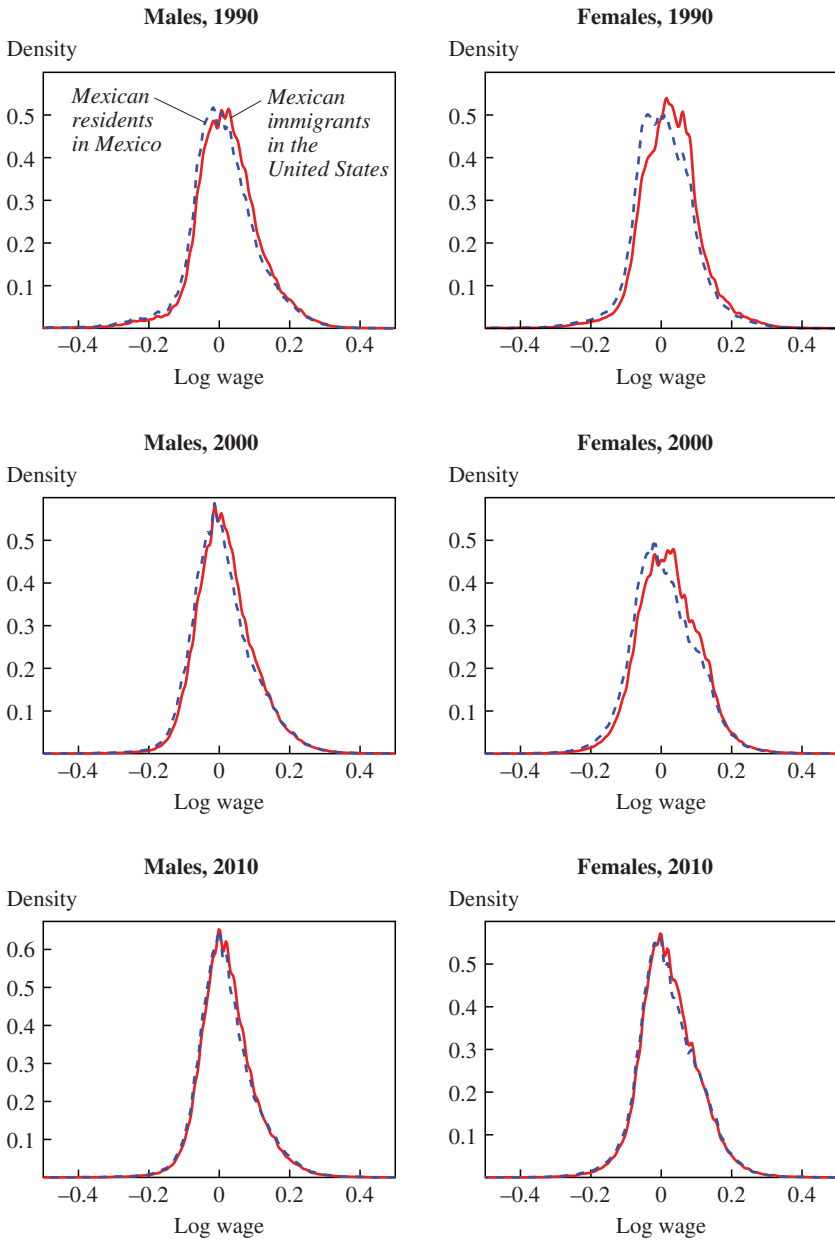 Males, 1990
Density
0.5
0.4
0.3
0.2
0.1
Mexican
residents
in Mexico
Mexican
immigrants
in the
United States
−0.4 −0.2 0 0.2 0.4
Log wage
Females, 1990
Density
0.5
0.4
0.3
0.2
0.1
−0.4 −0.2 0 0.2 0.4
Log wage
Males, 2000
Density
0.5
0.4
0.3
0.2
0.1
−0.4 −0.2 0 0.2 0.4
Log wage
Females, 2000
Density
0.5
0.4
0.3
0.2
0.1
−0.4 −0.2 0 0.2 0.4
Log wage
Males, 2010
Density
0.6
0.5
0.4
0.3
0.2
0.1
−0.4 −0.2 0 0.2 0.4
Log wage
Females, 2010
Density
0.5
0.4
0.3
0.2
0.1
−0.4 −0.2 0 0.2 0.4
Log wage